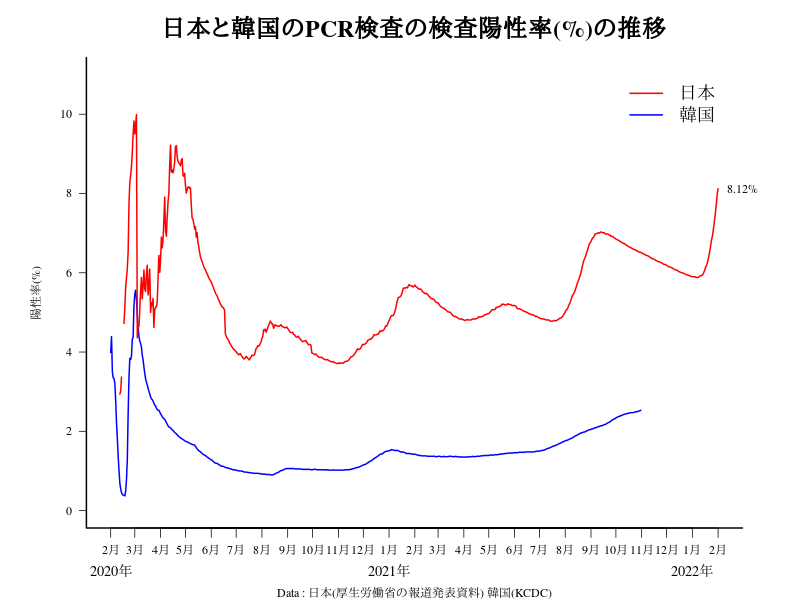 日本と韓国のPCR検査の検査陽性率(%)の推移
日本
韓国
陽性率(%)
10
8
6
4
2
0
8.12%
2月 3月 4月 5月 6月 7月 8月 9月 10月 11月 12月 1月 2月 3月 4月 5月 6月 7月 8月 9月 10月 11月 12月 1月 2月
2020年 2021年 2022年
Data : 日本(厚生労働省の報道発表資料) 韓国(KCDC)